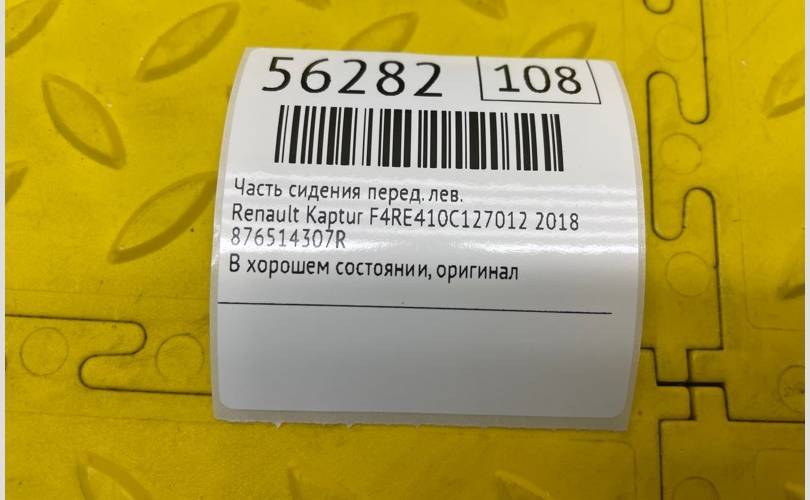 56282 108
Часть сидения перед. лев.
Renault Kaptur F4RE410C127012 2018
876514307R
В хорошем состоянии, оригинал